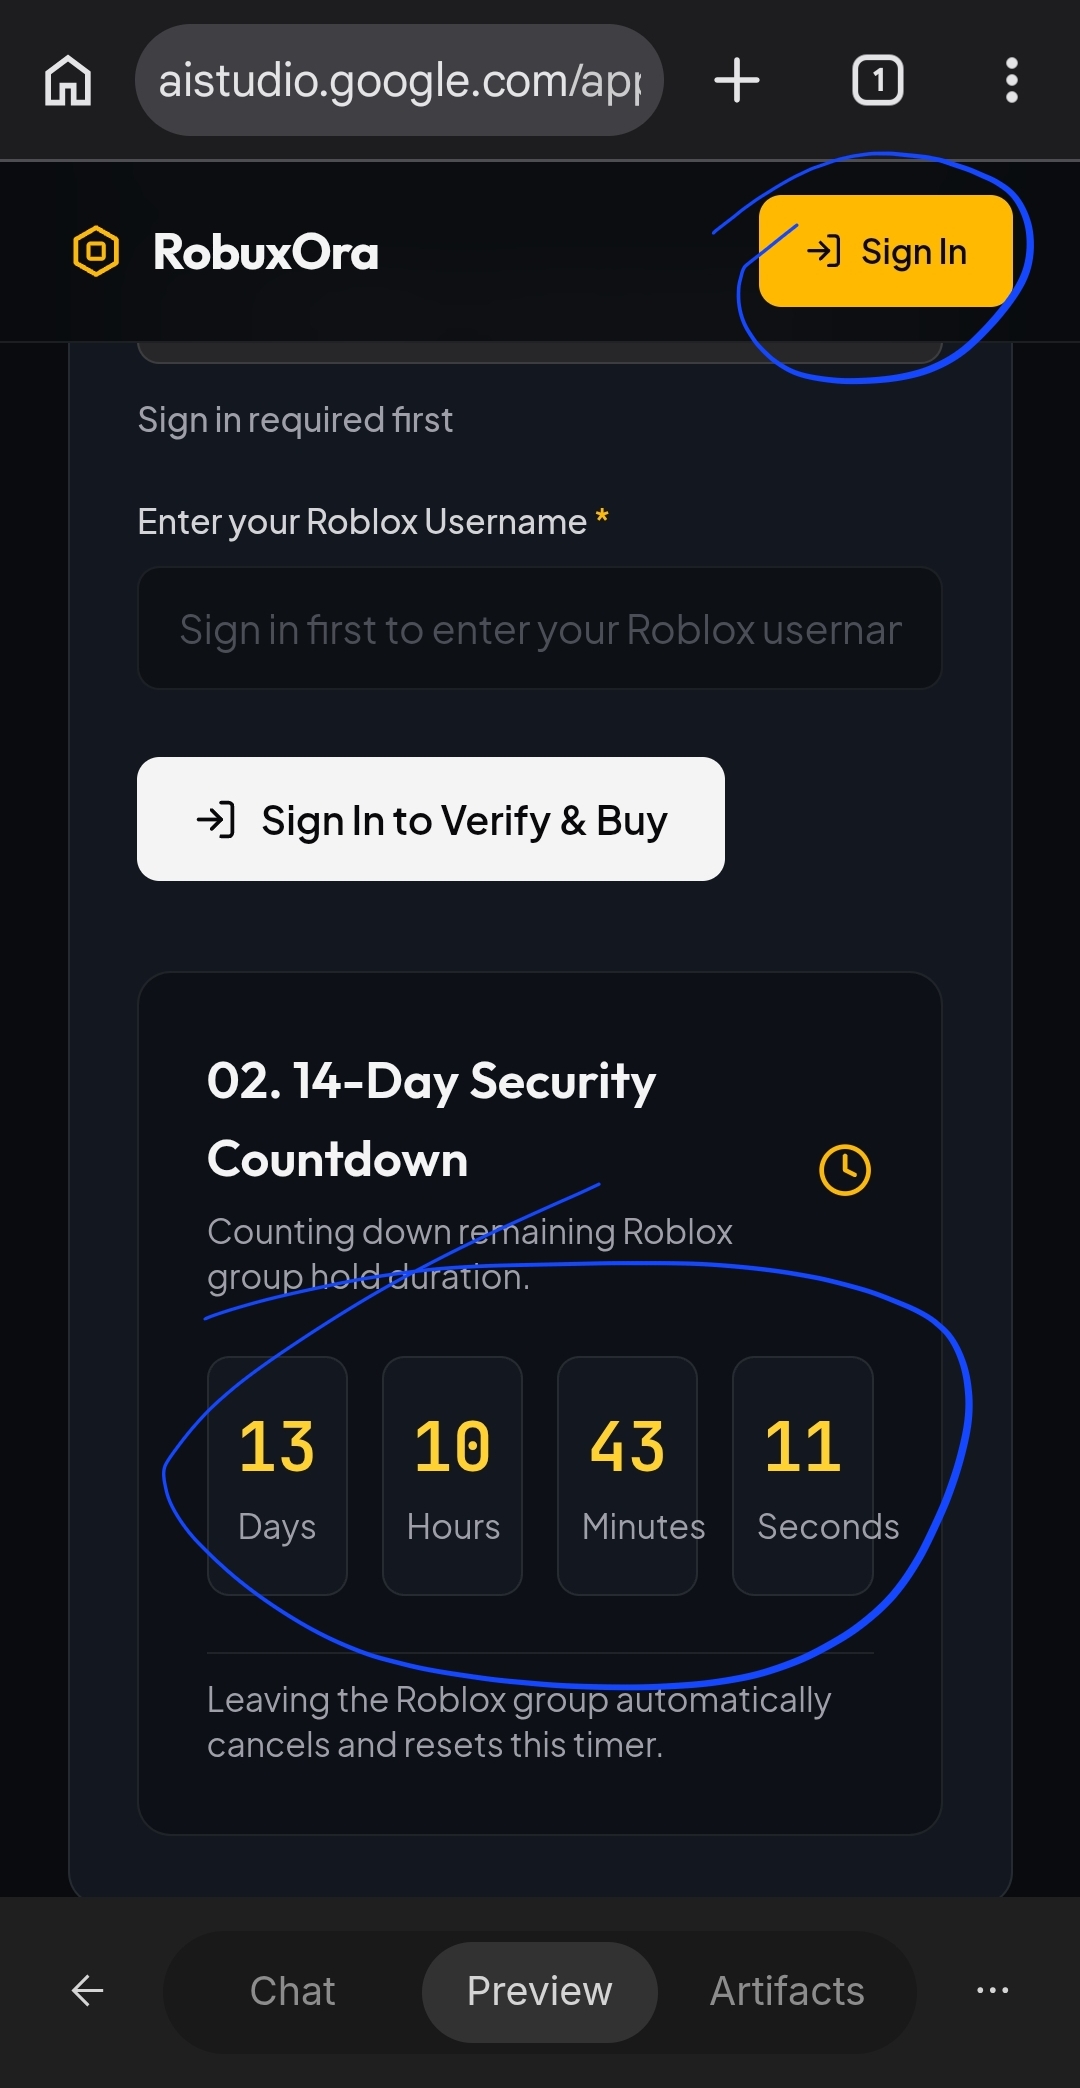 aistudio.google.com/app
1
RobuxOra
Sign In
Sign in required first
Enter your Roblox Username *
Sign in first to enter your Roblox usernar
Sign In to Verify & Buy
02. 14-Day Security
Countdown
Counting down remaining Roblox
group hold duration.
13 10 43 11
Days Hours Minutes Seconds
Leaving the Roblox group automatically
cancels and resets this timer.
Chat Preview Artifacts